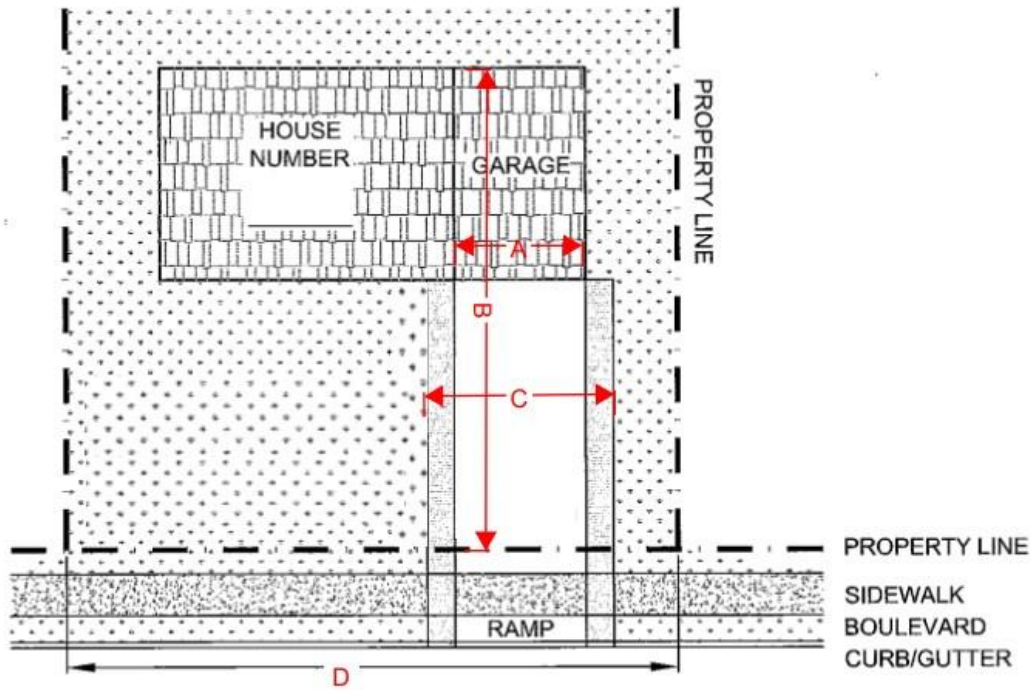 HOUSE
NUMBER
GARAGE
PROPERTY LINE
A
B
C
PROPERTY LINE
SIDEWALK
RAMP
BOULEVARD
CURB/GUTTER
D